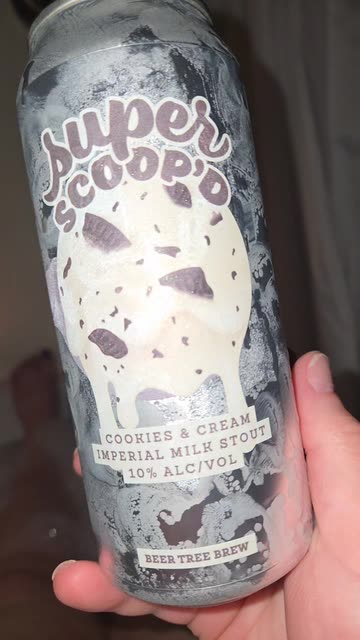 super
SCOOP'D
COOKIES & CREAM
IMPERIAL MILK STOUT
10% ALC/VOL
BEER TREE BREW